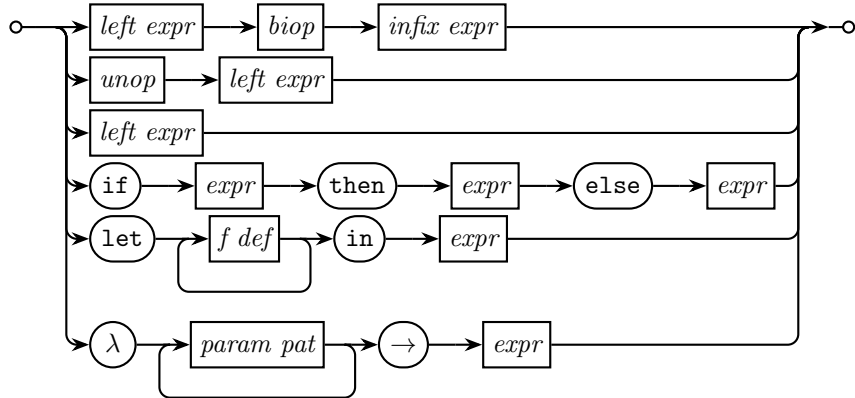 left expr biop infix expr
unop left expr
left expr
if expr then expr else expr
let f def in expr
λ param pat → expr